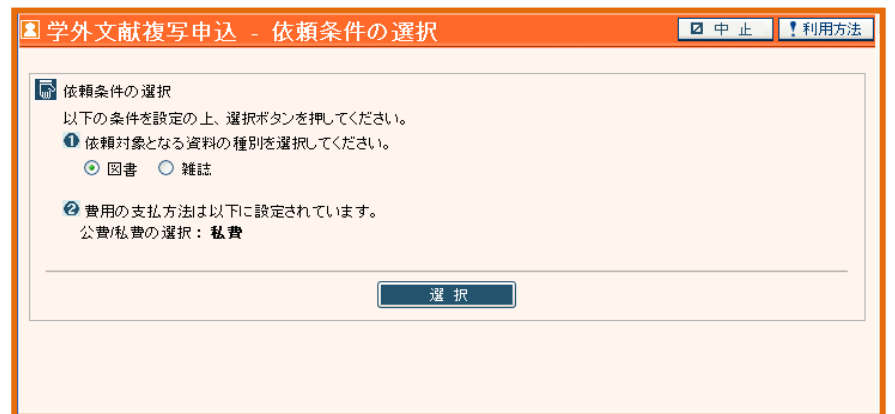 学外文献複写申込 - 依頼条件の選択
中 止
!利用方法
依頼条件の選択
以下の条件を設定の上、選択ボタンを押してください。
❶ 依頼対象となる資料の種別を選択してください。
図書 雑誌
❷ 費用の支払方法は以下に設定されています。
公費/私費の選択: 私費
選 択